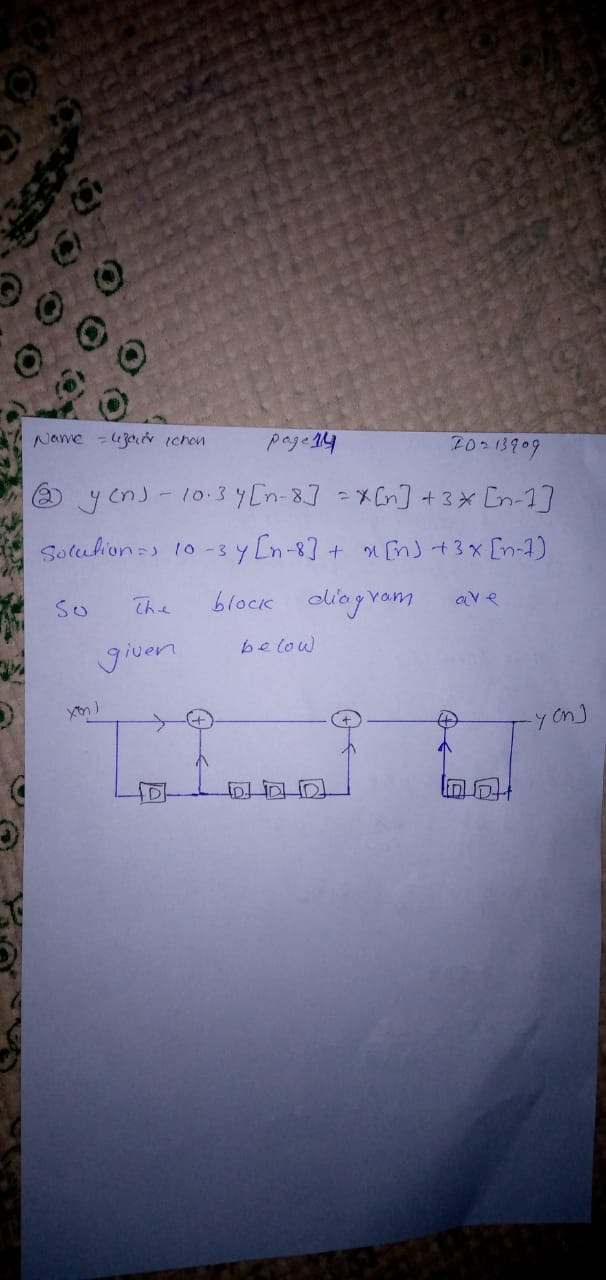 Name = uzair khan page 14 ID = 13909
② y(n) - 10.3 y[n-8] = x[n] + 3x [n-1]
Solution => 10 -3 y [n-8] + x [n) + 3x [n-1)
So The block diagram are
given below
x(n)
+ + + y(n)
D D D D D D